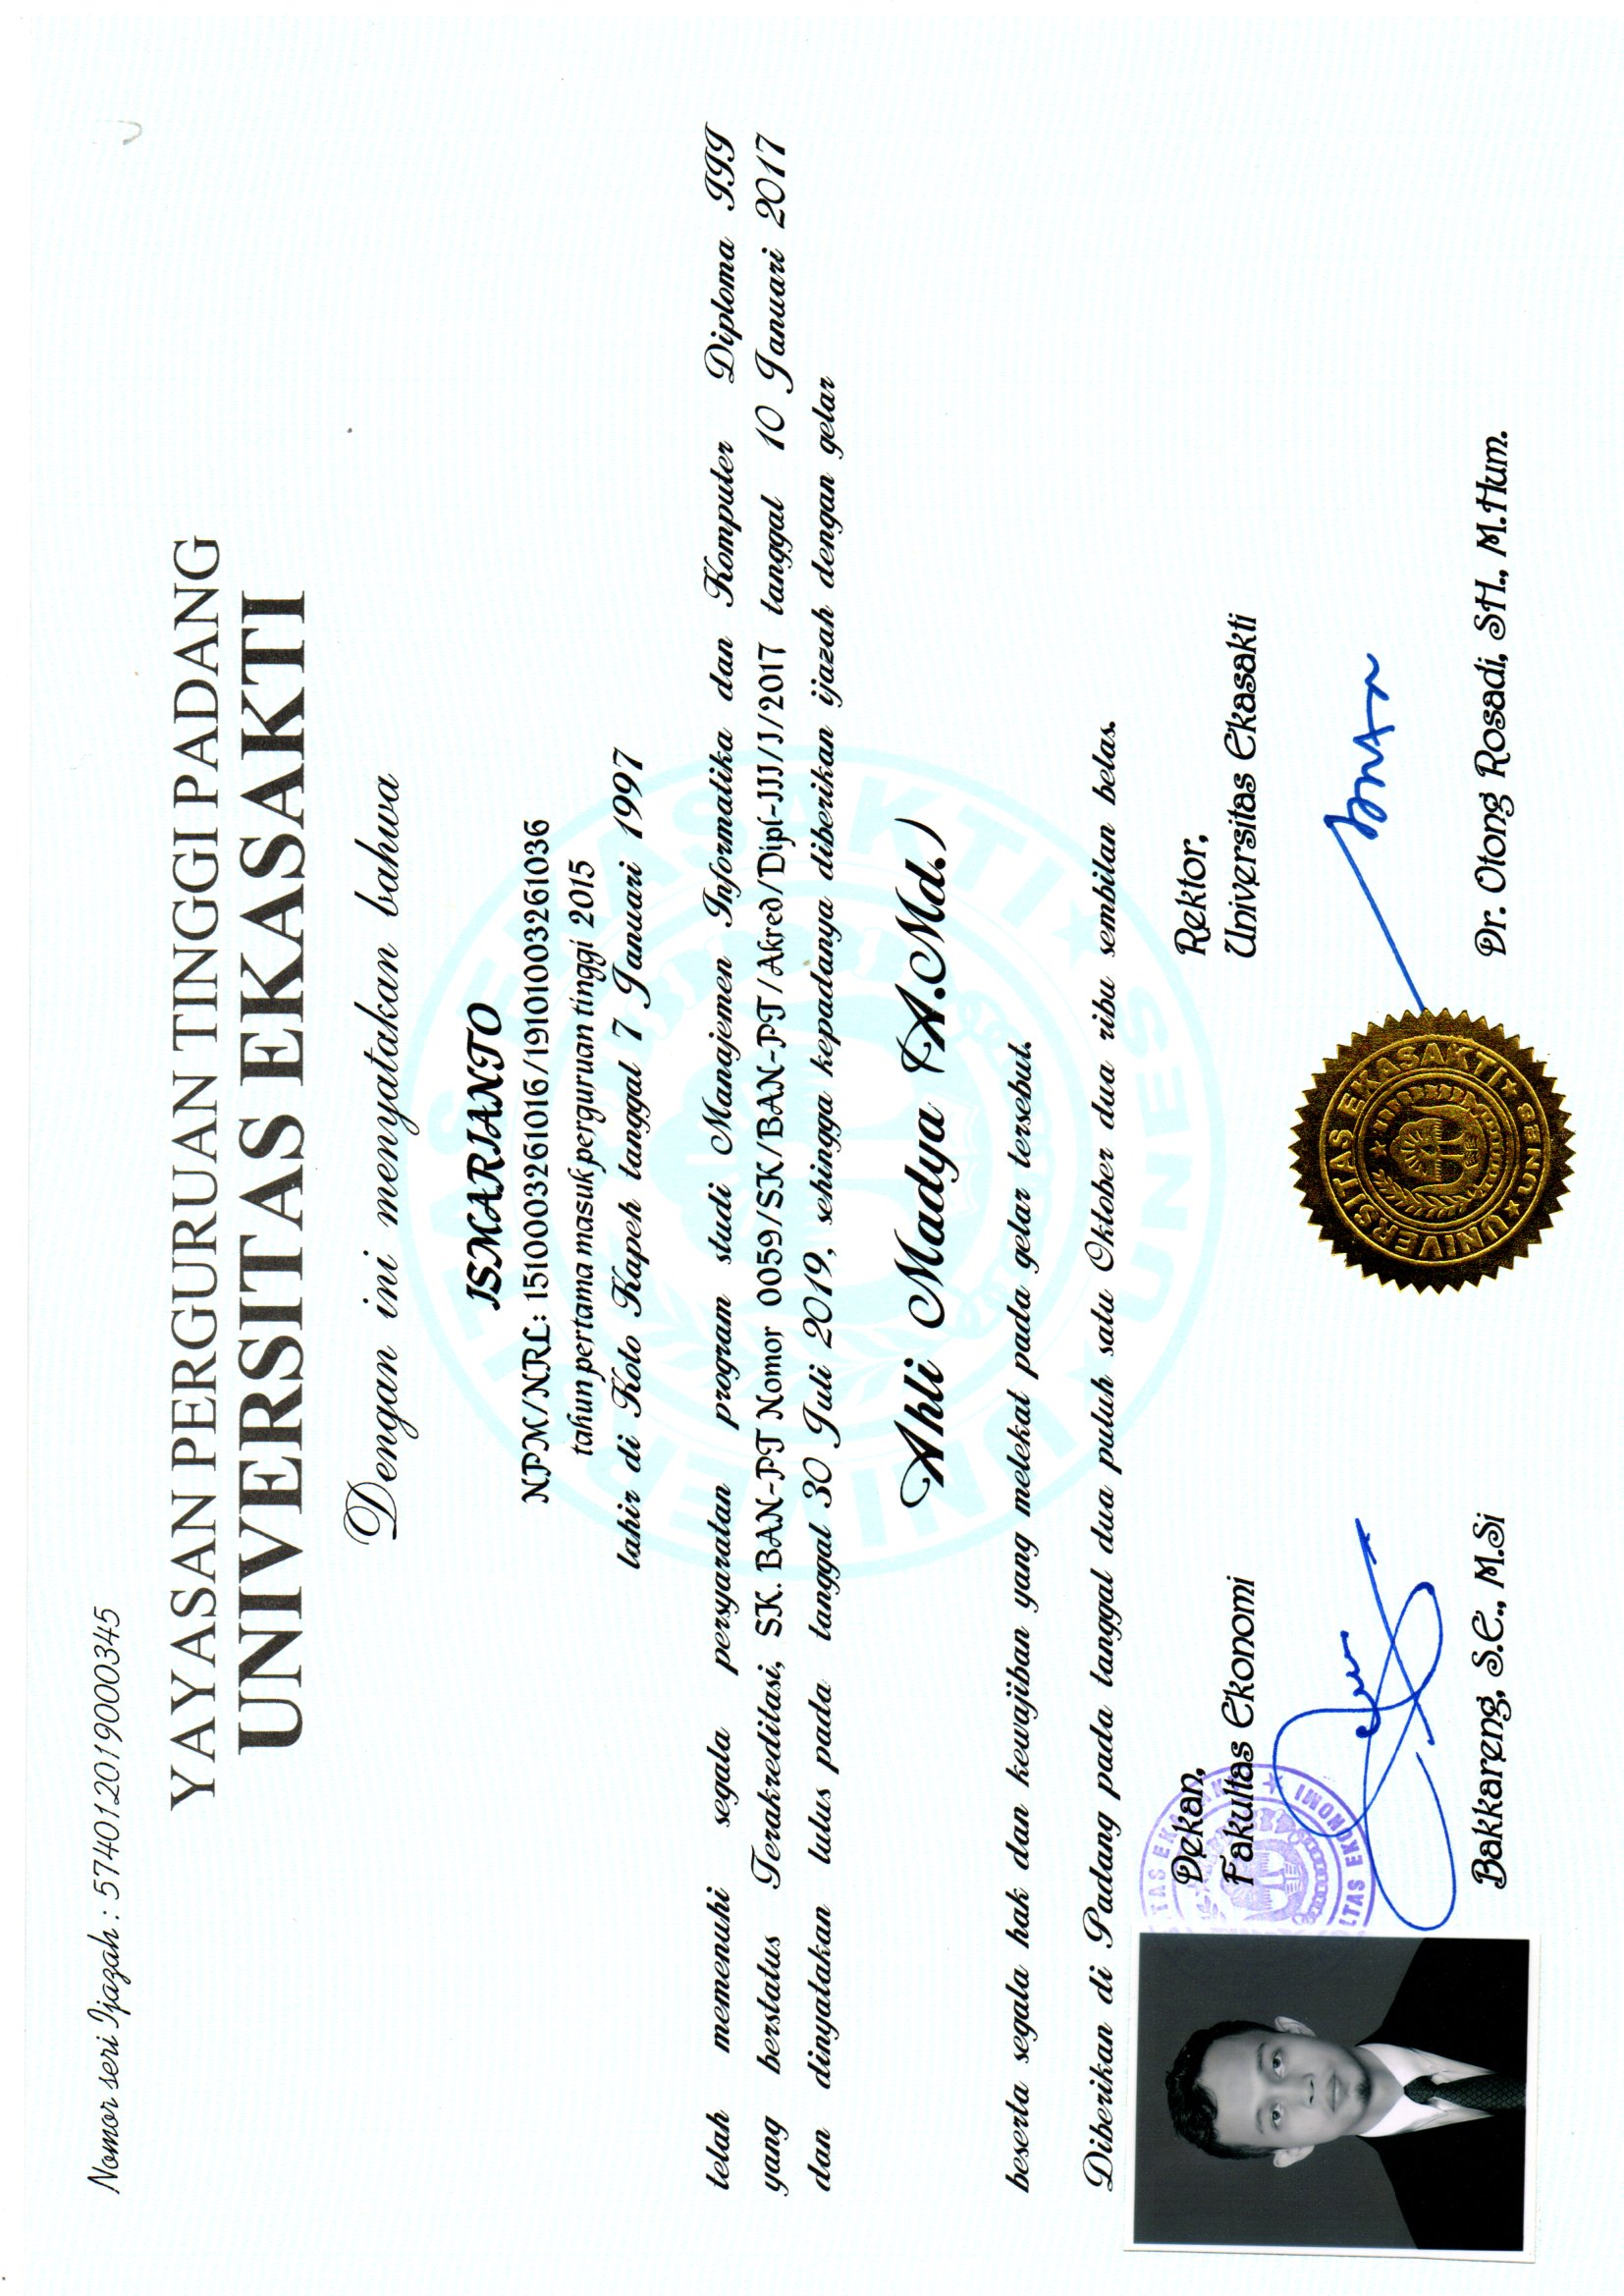 Nomor seri Ijazah : 574012019000345
YAYASAN PERGURUAN TINGGI PADANG
UNIVERSITAS EKASAKTI
Dengan ini menyatakan bahwa
ISMARIANTO
NPM/NRL: 1510003261016/19101003261036
tahun pertama masuk perguruan tinggi 2015
lahir di Koto Kapeh tanggal 7 Januari 1997
telah memenuhi segala persyaratan program studi Manajemen Informatika dan Komputer Diploma III
yang berstatus Terakreditasi, SK. BAN-PT Nomor 0059/SK/BAN-PT/Akred/Dipl-III/I/2017 tanggal 10 Januari 2017
dan dinyatakan lulus pada tanggal 30 Juli 2019, sehingga kepadanya diberikan ijazah dengan gelar
Ahli Madya (A.Md.)
beserta segala hak dan kewajiban yang melekat pada gelar tersebut.
Diberikan di Padang pada tanggal dua puluh satu Oktober dua ribu sembilan belas.
Dekan,
Fakultas Ekonomi
Bakkareng, S.E., M.Si
Rektor,
Universitas Ekasakti
Dr. Otong Rosadi, SH., M.Hum.
UNIVERSITAS EKASAKTI
UNES
UNIVERSITAS EKASAKTI
UNES
TAS EKA
LTAS EKONOMI